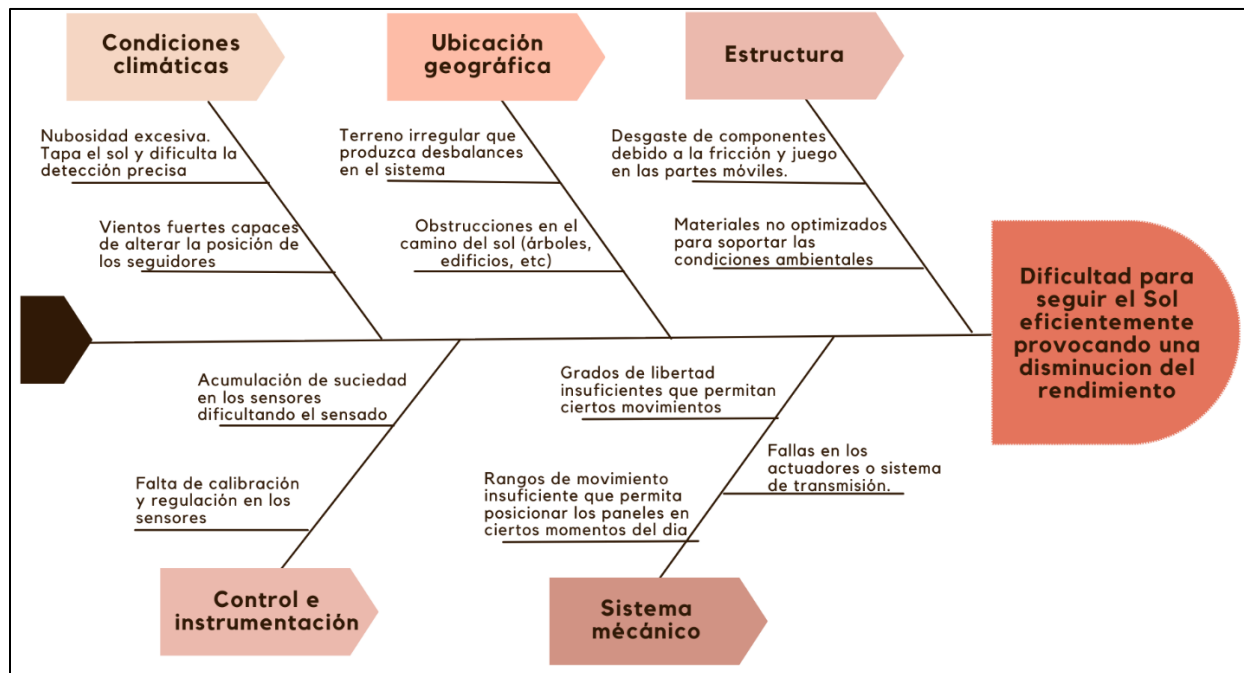 Condiciones
climáticas
Nubosidad excesiva.
Tapa el sol y dificulta la
detección precisa
Vientos fuertes capaces
de alterar la posición de
los seguidores
Ubicación
geográfica
Terreno irregular que
produzca desbalances
en el sistema
Obstrucciones en el
camino del sol (árboles,
edificios, etc)
Estructura
Desgaste de componentes
debido a la fricción y juego
en las partes móviles.
Materiales no optimizados
para soportar las
condiciones ambientales
Dificultad para
seguir el Sol
eficientemente
provocando una
disminucion del
rendimiento
Acumulación de suciedad
en los sensores
dificultando el sensado
Falta de calibración
y regulación en los
sensores
Control e
instrumentación
Grados de libertad
insuficientes que permitan
ciertos movimientos
Fallas en los
actuadores o sistema
de transmisión.
Rangos de movimiento
insuficiente que permita
posicionar los paneles en
ciertos momentos del dia
Sistema
mécánico